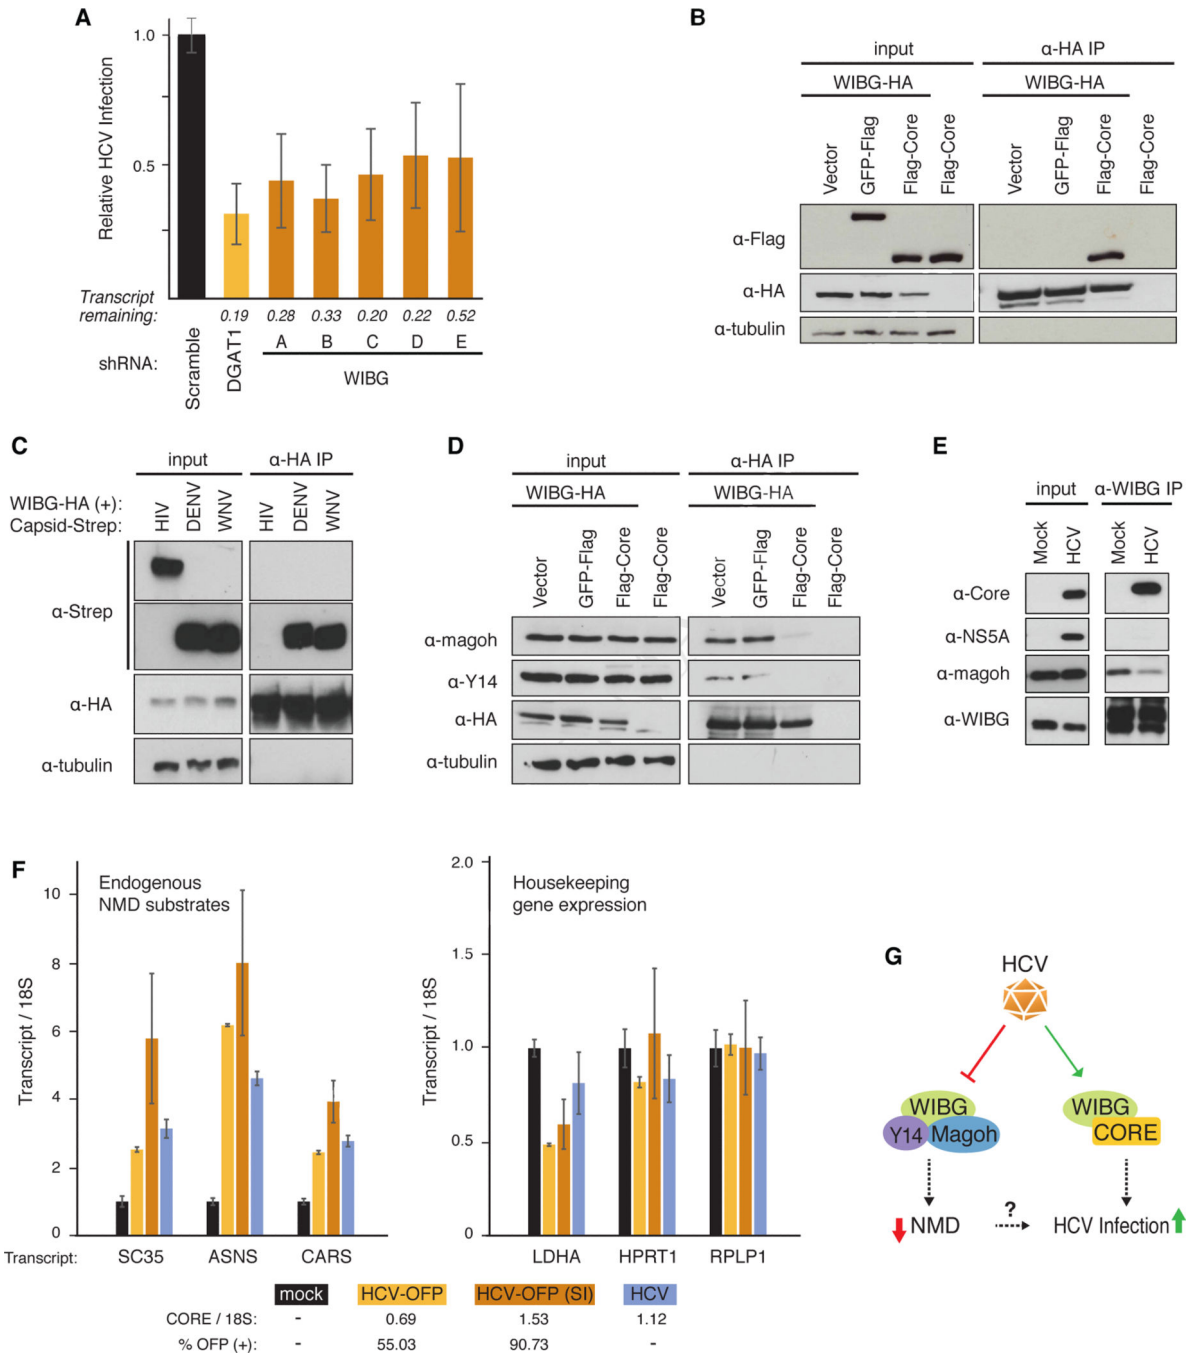 A
1.0
0.5
Relative HCV Infection
Transcript
remaining:
0.19 0.28 0.33 0.20 0.22 0.52
shRNA:
Scramble
DGAT1
A B C D E
WIBG
B
input α-HA IP
WIBG-HA WIBG-HA
Vector GFP-Flag Flag-Core Flag-Core Vector GFP-Flag Flag-Core Flag-Core
α-Flag
α-HA
α-tubulin
C
input α-HA IP
WIBG-HA (+):
Capsid-Strep:
HIV DENV WNV HIV DENV WNV
α-Strep
α-HA
α-tubulin
D
input α-HA IP
WIBG-HA WIBG-HA
Vector GFP-Flag Flag-Core Flag-Core Vector GFP-Flag Flag-Core Flag-Core
α-magoh
α-Y14
α-HA
α-tubulin
E
input α-WIBG IP
Mock HCV Mock HCV
α-Core
α-NS5A
α-magoh
α-WIBG
F
Endogenous
NMD substrates
10
8
6
4
2
0
Transcript / 18S
Transcript: SC35 ASNS CARS
Housekeeping
gene expression
2.0
1.5
1.0
0.5
0
Transcript / 18S
LDHA HPRT1 RPLP1
mock HCV-OFP HCV-OFP (SI) HCV
CORE / 18S: - 0.69 1.53 1.12
% OFP (+): - 55.03 90.73 -
G
HCV
WIBG
Y14 Magoh
WIBG
CORE
NMD ? HCV Infection